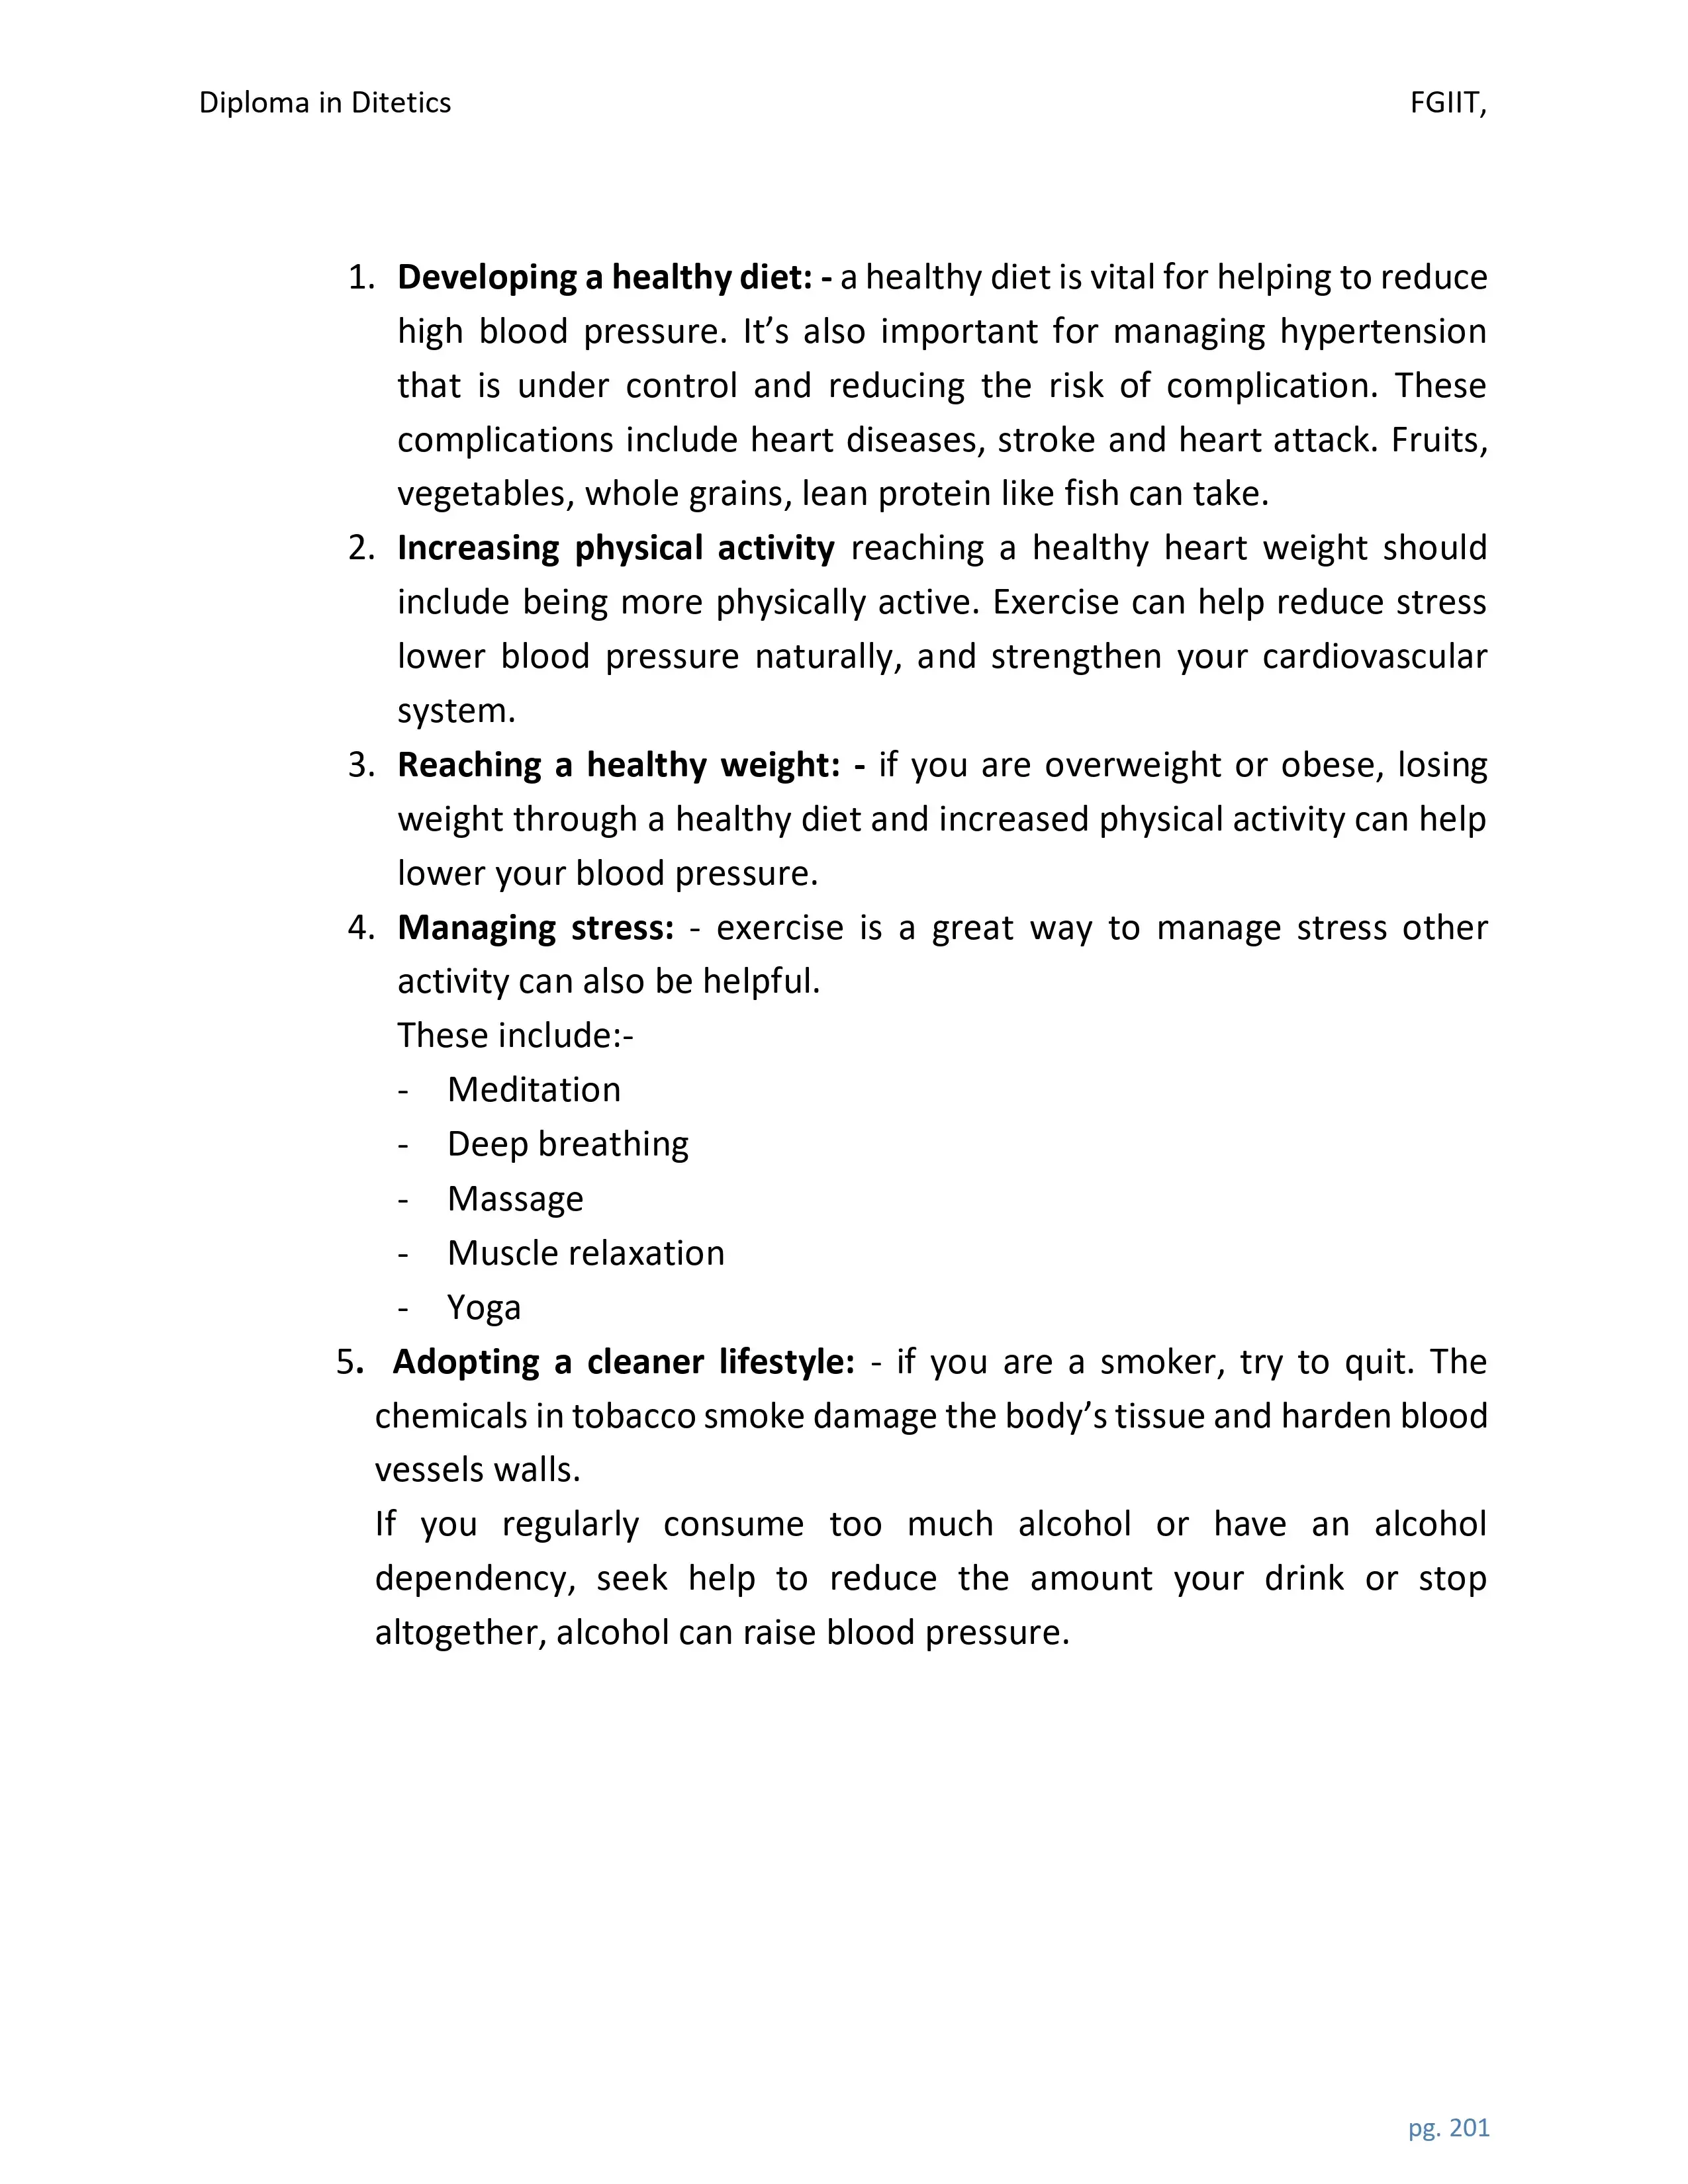 Diploma in Ditetics FGIIT,
1. Developing a healthy diet: - a healthy diet is vital for helping to reduce
high blood pressure. It’s also important for managing hypertension
that is under control and reducing the risk of complication. These
complications include heart diseases, stroke and heart attack. Fruits,
vegetables, whole grains, lean protein like fish can take.
2. Increasing physical activity reaching a healthy heart weight should
include being more physically active. Exercise can help reduce stress
lower blood pressure naturally, and strengthen your cardiovascular
system.
3. Reaching a healthy weight: - if you are overweight or obese, losing
weight through a healthy diet and increased physical activity can help
lower your blood pressure.
4. Managing stress: - exercise is a great way to manage stress other
activity can also be helpful.
These include:-
- Meditation
- Deep breathing
- Massage
- Muscle relaxation
- Yoga
5. Adopting a cleaner lifestyle: - if you are a smoker, try to quit. The
chemicals in tobacco smoke damage the body’s tissue and harden blood
vessels walls.
If you regularly consume too much alcohol or have an alcohol
dependency, seek help to reduce the amount your drink or stop
altogether, alcohol can raise blood pressure.
pg. 201